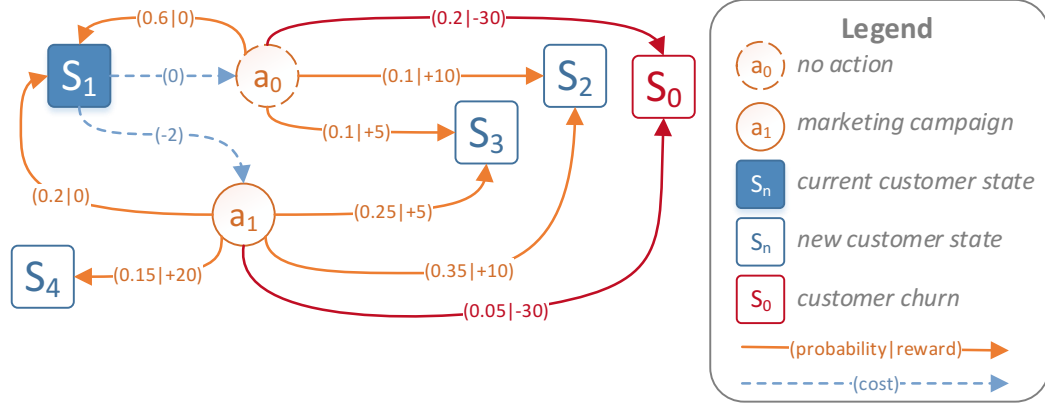 (0.6|0)
(0.2|-30)
S1
(0)
a0
(0.1|+10)
S2
S0
(-2)
(0.1|+5)
S3
(0.2|0)
a1
(0.25|+5)
S4
(0.15|+20)
(0.35|+10)
(0.05|-30)
Legend
a0 no action
a1 marketing campaign
Sn current customer state
Sn new customer state
S0 customer churn
(probability|reward)
(cost)